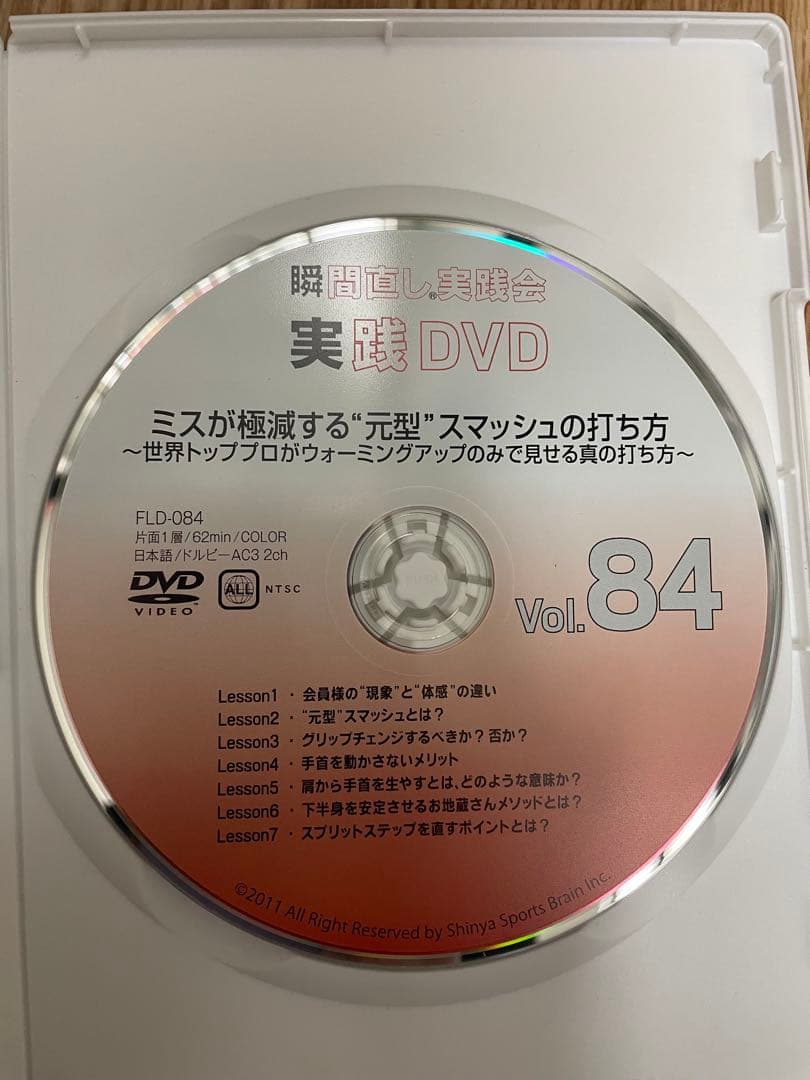 瞬間直し®実践会
実践DVD
ミスが極減する“元型”スマッシュの打ち方
～世界トッププロがウォーミングアップのみで見せる真の打ち方～
FLD-084
片面1層/62min/COLOR
日本語/ドルビーAC3 2ch
DVD VIDEO ALL NTSC
Vol.84
Lesson1・会員様の“現象”と“体感”の違い
Lesson2・“元型”スマッシュとは？
Lesson3・グリップチェンジするべきか？否か？
Lesson4・手首を動かさないメリット
Lesson5・肩から手首を生やすとは、どのような意味か？
Lesson6・下半身を安定させるお地蔵さんメソッドとは？
Lesson7・スプリットステップを直すポイントとは？
©2011 All Right Reserved by Shinya Sports Brain Inc.